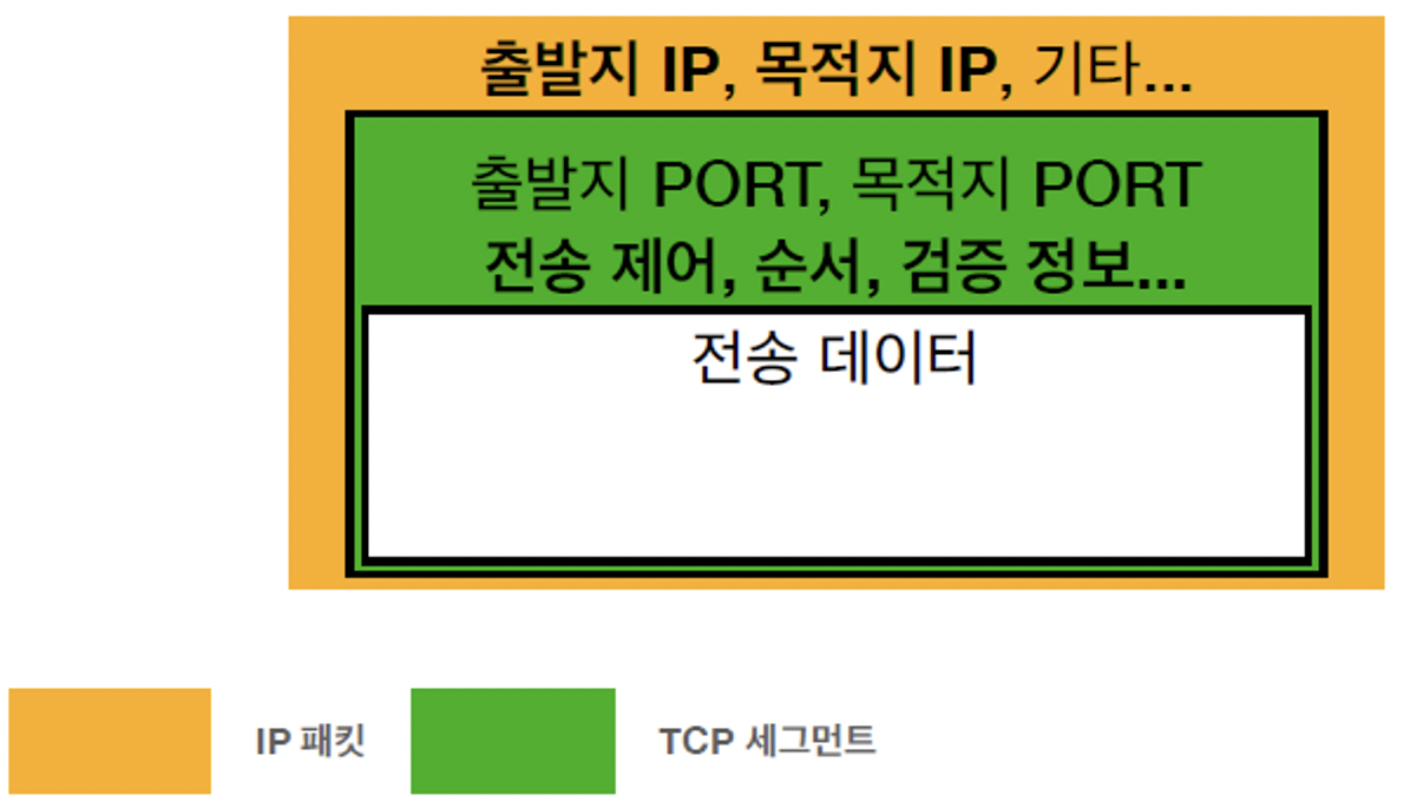 출발지 IP, 목적지 IP, 기타...
출발지 PORT, 목적지 PORT
전송 제어, 순서, 검증 정보...
전송 데이터
IP 패킷
TCP 세그먼트